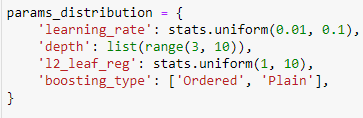 params_distribution = {
    'learning_rate': stats.uniform(0.01, 0.1),
    'depth': list(range(3, 10)),
    'l2_leaf_reg': stats.uniform(1, 10),
    'boosting_type': ['Ordered', 'Plain'],
}